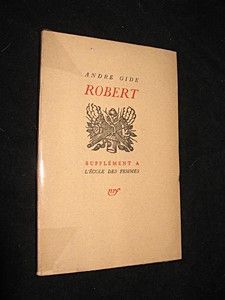 ANDRÉ GIDE
ROBERT
SUPPLÉMENT A
L'ÉCOLE DES FEMMES
nrf